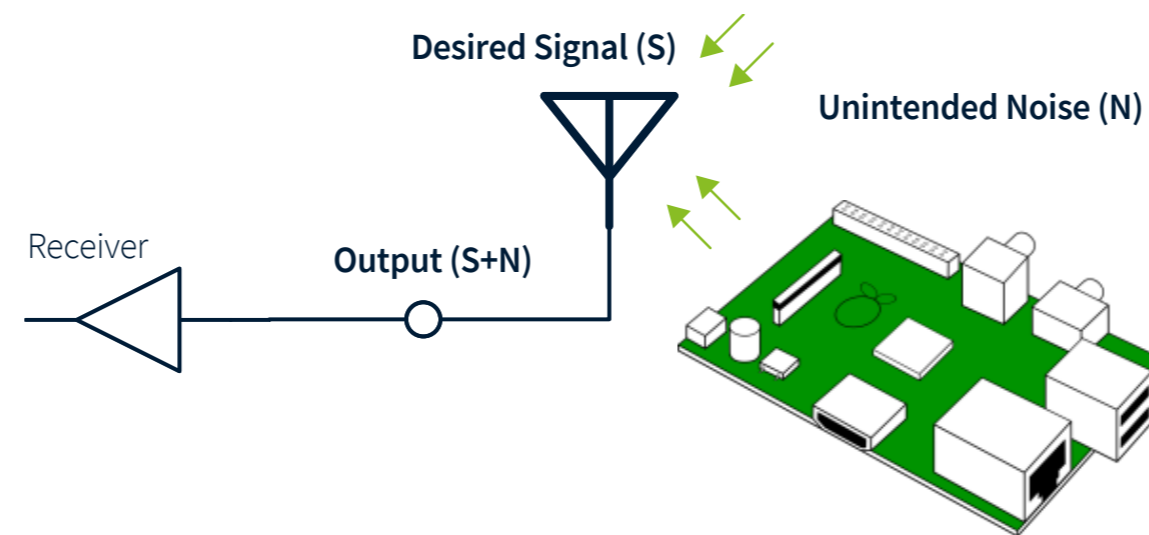 Desired Signal (S)
Unintended Noise (N)
Receiver
Output (S+N)